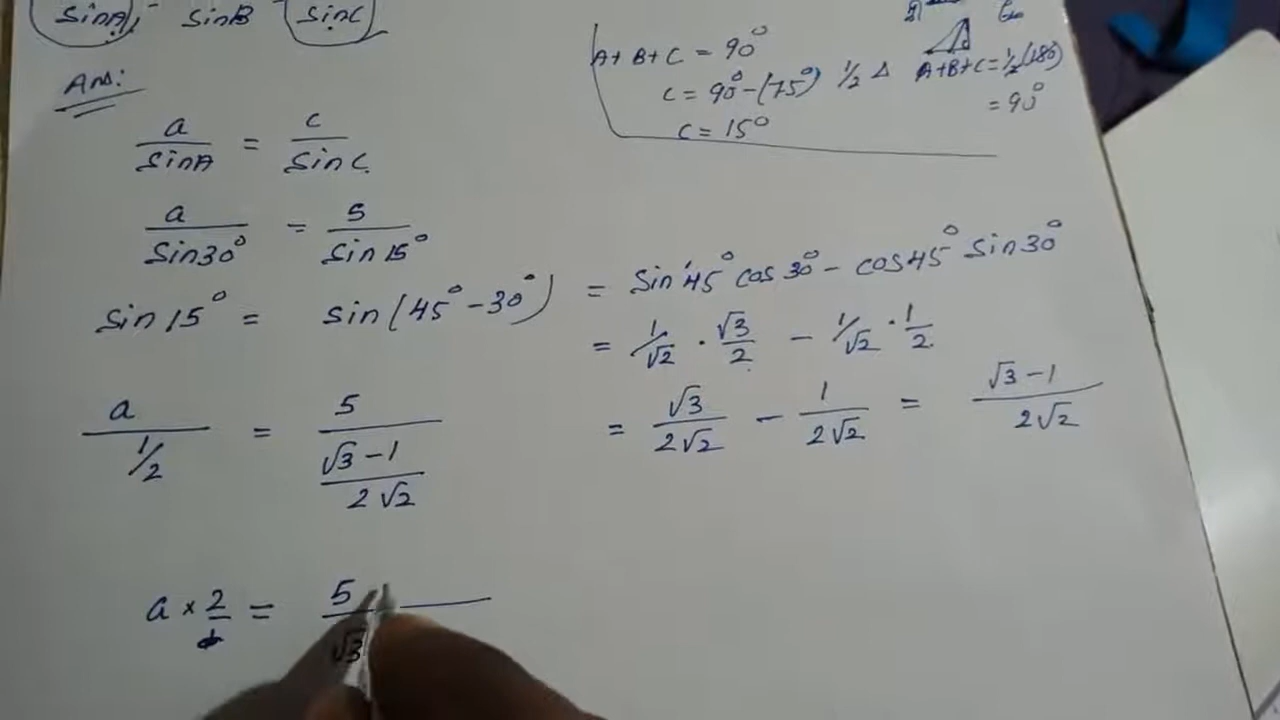 sinA, sinB sinC
A+B+C = 90°
C = 90° - (75°) 1/2 Δ
C = 15°
A+B+C = 1/2 (180)
= 90°
Ans:
a/sinA = c/sinC
a/sin30° = 5/sin15°
sin15° = sin(45° - 30°) = sin45° cos30° - cos45° sin30°
= 1/√2 · √3/2 - 1/√2 · 1/2
= √3/2√2 - 1/2√2 = √3 - 1/2√2
a/1/2 = 5/√3 - 1/2√2
a × 2/1 = 5/√3